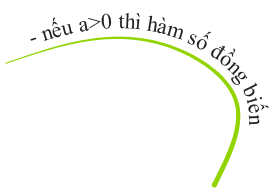 - nếu a>0 thì hàm số đồng biến